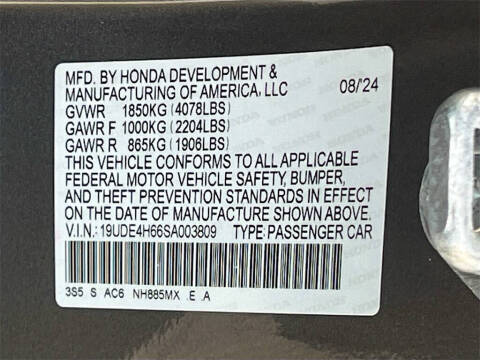 MFD. BY HONDA DEVELOPMENT &
MANUFACTURING OF AMERICA, LLC 08/24
GVWR 1850KG (4078LBS)
GAWR F 1000KG (2204LBS)
GAWR R 865KG (1906LBS)
THIS VEHICLE CONFORMS TO ALL APPLICABLE
FEDERAL MOTOR VEHICLE SAFETY, BUMPER,
AND THEFT PREVENTION STANDARDS IN EFFECT
ON THE DATE OF MANUFACTURE SHOWN ABOVE.
V.I.N.: 19UDE4H66SA003809 TYPE:PASSENGER CAR
3S5 S AC6 NH885MX .E .A